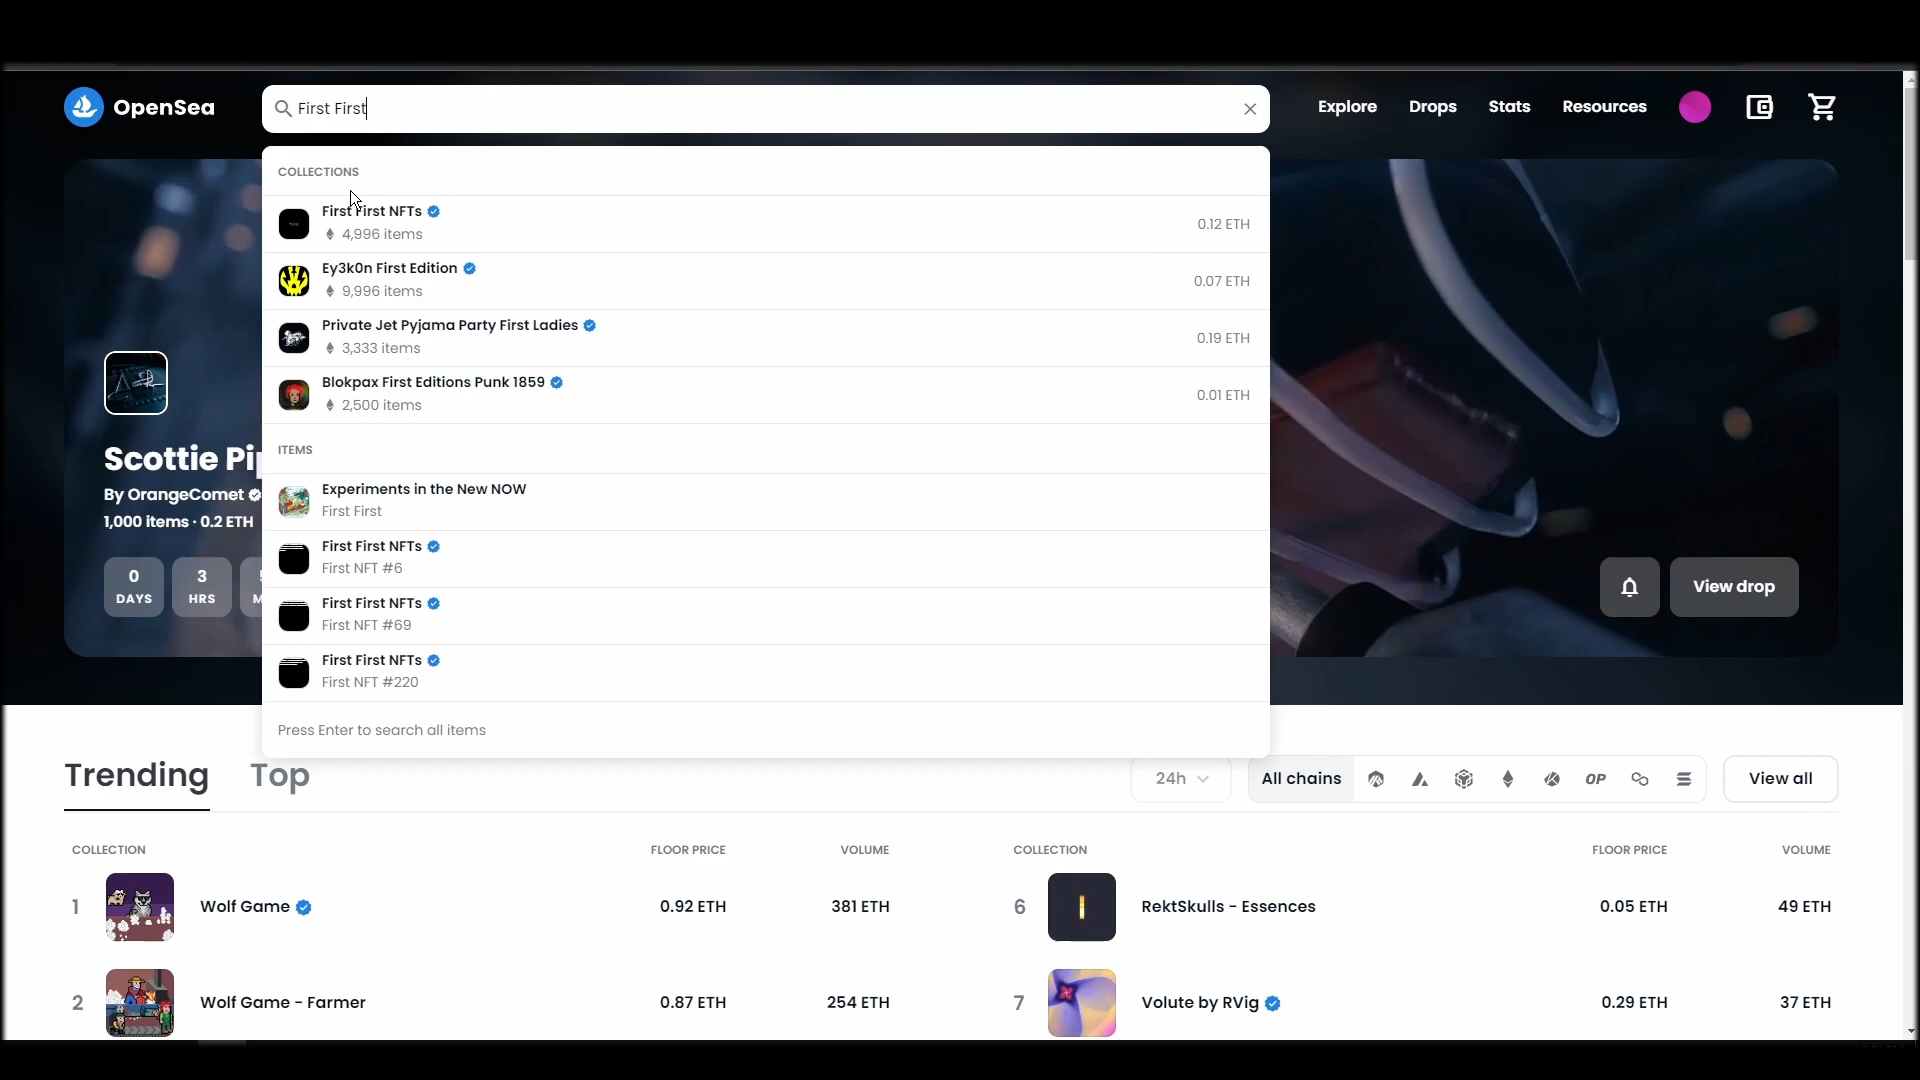 OpenSea
First First
Explore
Drops
Stats
Resources
COLLECTIONS
First First NFTs
4,996 items
0.12 ETH
Ey3k0n First Edition
9,996 items
0.07 ETH
Private Jet Pyjama Party First Ladies
3,333 items
0.19 ETH
Blokpax First Editions Punk 1859
2,500 items
0.01 ETH
ITEMS
Experiments in the New NOW
First First
First First NFTs
First NFT #6
First First NFTs
First NFT #69
First First NFTs
First NFT #220
Press Enter to search all items
Scottie
By OrangeComet
1,000 items · 0.2 ETH
0
DAYS
3
HRS
View drop
Trending
Top
24h
All chains
OP
View all
COLLECTION
FLOOR PRICE
VOLUME
1
Wolf Game
0.92 ETH
381 ETH
2
Wolf Game - Farmer
0.87 ETH
254 ETH
COLLECTION
FLOOR PRICE
VOLUME
6
RektSkulls - Essences
0.05 ETH
49 ETH
7
Volute by RVig
0.29 ETH
37 ETH